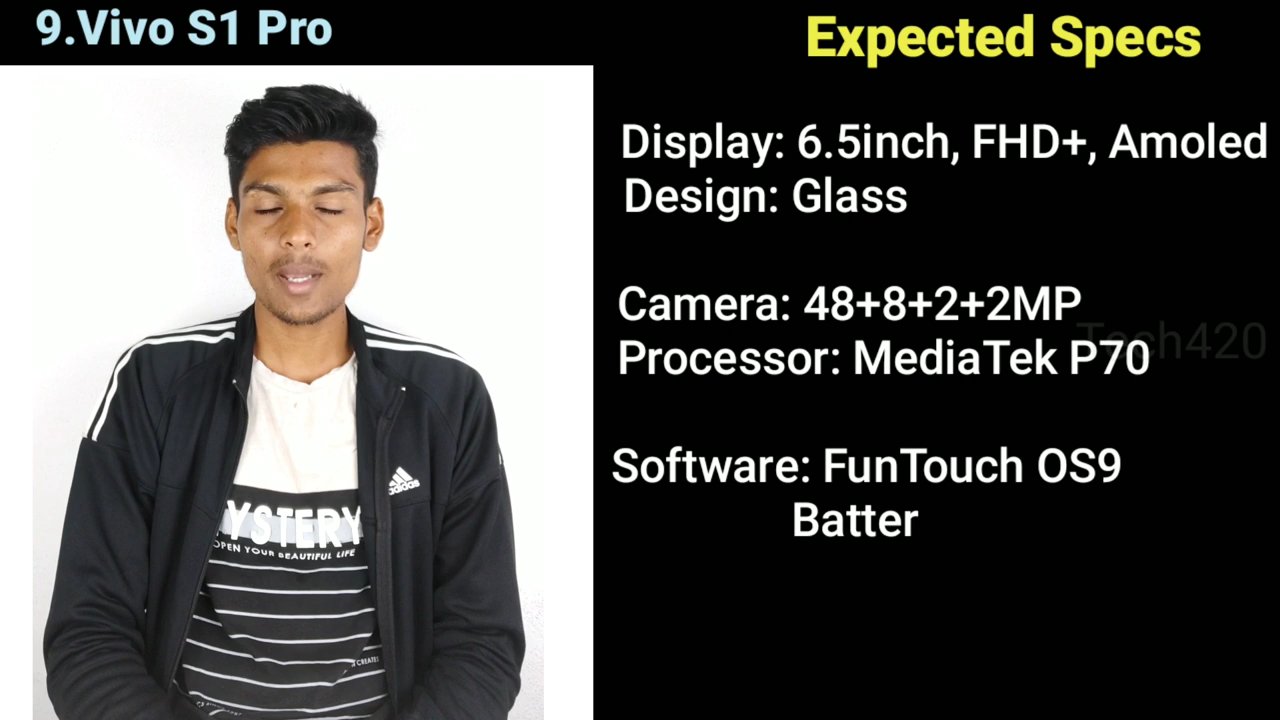 9.Vivo S1 Pro
Expected Specs
Display: 6.5inch, FHD+, Amoled
Design: Glass
Camera: 48+8+2+2MP
Tech420
Processor: MediaTek P70
Software: FunTouch OS9
Batter
adidas
YSTERY
OPEN YOUR BEAUTIFUL LIFE
CREATES